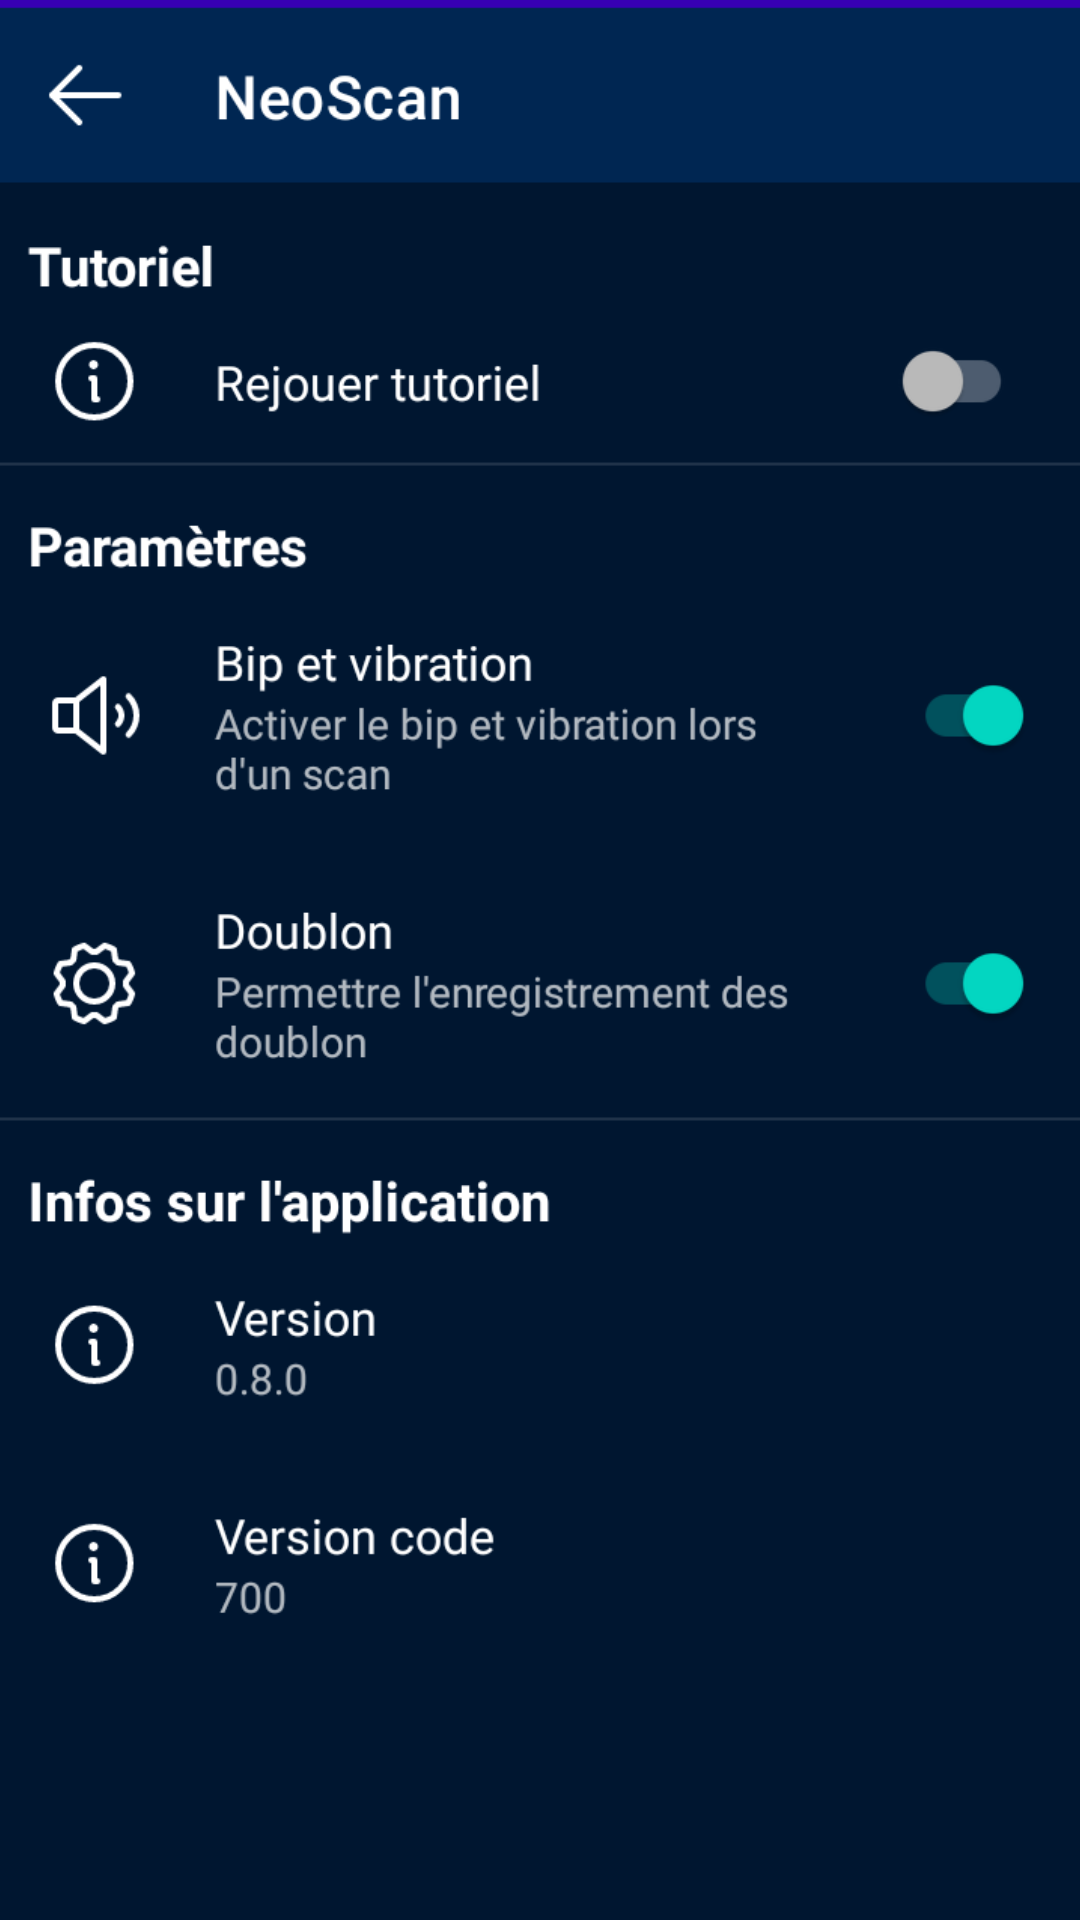 NeoScan
Tutoriel
Rejouer tutoriel
Paramètres
Bip et vibration
Activer le bip et vibration lors
d'un scan
Doublon
Permettre l'enregistrement des
doublon
Infos sur l'application
Version
0.8.0
Version code
700